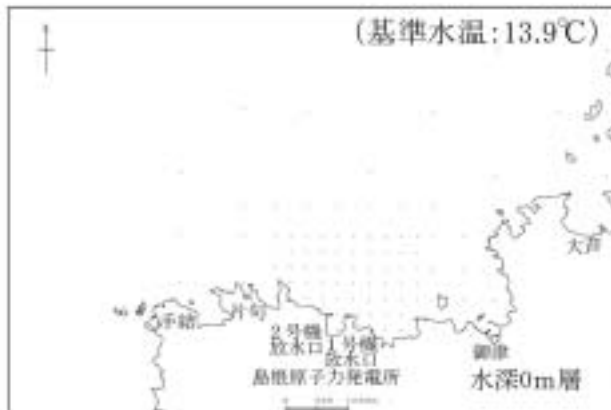 (基準水温:13.9℃)
大芦
片句
手結
2号機
放水口
1号機
放水口
御津
島根原子力発電所
水深0m層